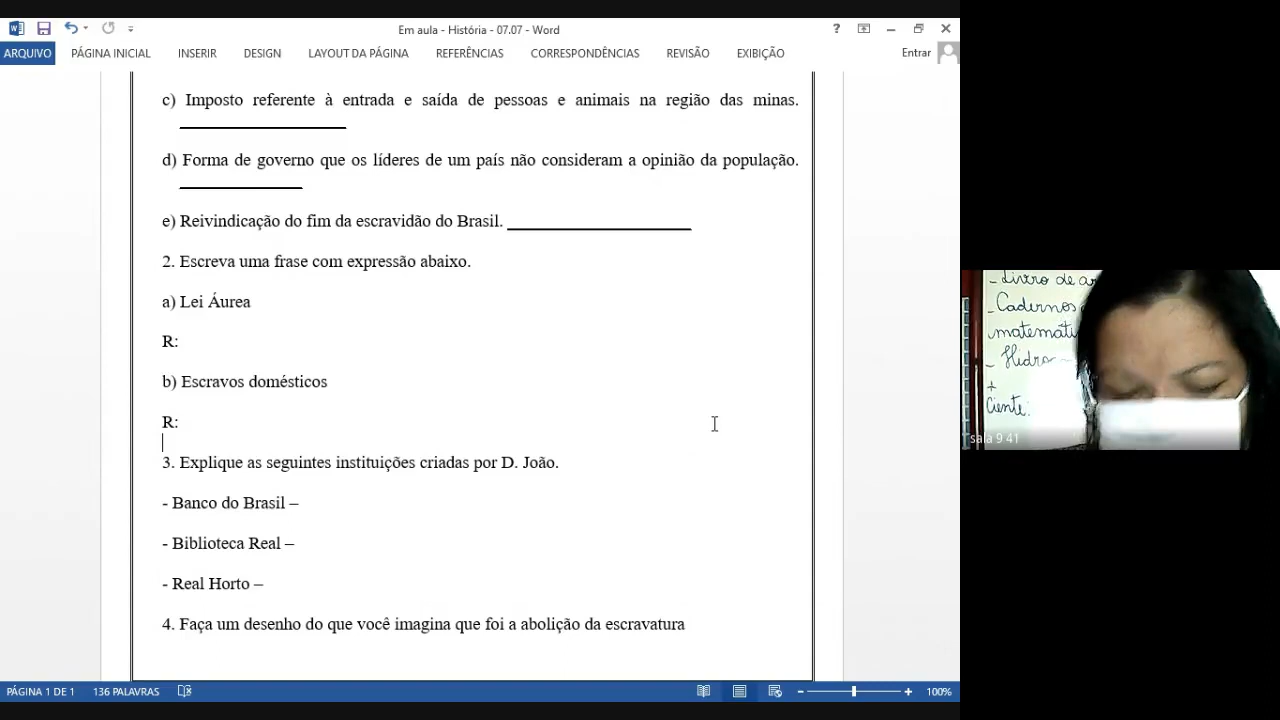 Em aula - História - 07.07 - Word
ARQUIVO PÁGINA INICIAL INSERIR DESIGN LAYOUT DA PÁGINA REFERÊNCIAS CORRESPONDÊNCIAS REVISÃO EXIBIÇÃO Entrar
c) Imposto referente à entrada e saída de pessoas e animais na região das minas.
d) Forma de governo que os líderes de um país não consideram a opinião da população.
e) Reivindicação do fim da escravidão do Brasil.
2. Escreva uma frase com expressão abaixo.
a) Lei Áurea
R:
b) Escravos domésticos
R:
3. Explique as seguintes instituições criadas por D. João.
- Banco do Brasil –
- Biblioteca Real –
- Real Horto –
4. Faça um desenho do que você imagina que foi a abolição da escravatura
PÁGINA 1 DE 1 136 PALAVRAS 100%
- Livro de
- Cadernos
- Hidro
+
Ciente:
sala 9 41